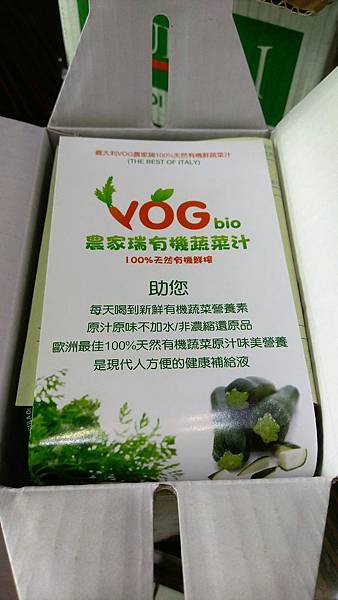 義大利VOG農家瑞100%天然有機鮮蔬菜汁
(THE BEST OF ITALY)
VOG bio
農家瑞有機蔬菜汁
100%天然有機鮮榨
助您
每天喝到新鮮有機蔬菜營養素
原汁原味不加水/非濃縮還原品
歐洲最佳100%天然有機蔬菜原汁味美營養
是現代人方便的健康補給液